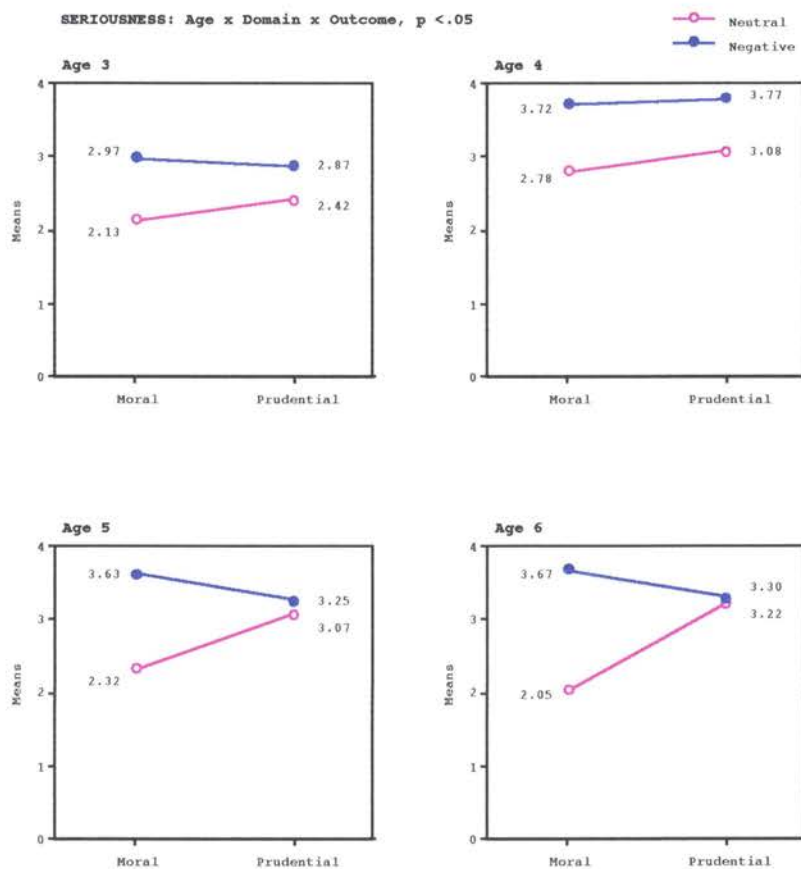 SERIOUSNESS: Age x Domain x Outcome, p <.05
Neutral
Negative
Age 3
4
3
2
1
0
Means
2.97
2.87
2.42
2.13
Moral Prudential
Age 4
4
3
2
1
0
Means
3.72
3.77
2.78
3.08
Moral Prudential
Age 5
4
3
2
1
0
Means
3.63
3.25
3.07
2.32
Moral Prudential
Age 6
4
3
2
1
0
Means
3.67
3.30
3.22
2.05
Moral Prudential